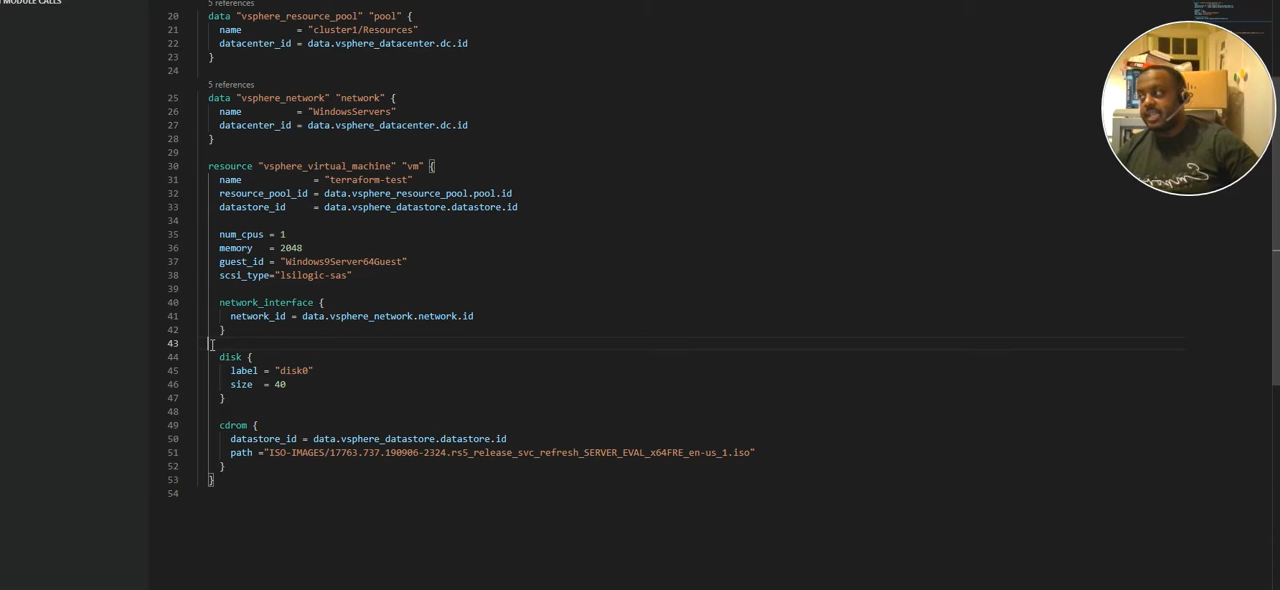 T MODULE CALLS
5 references
20 data "vsphere_resource_pool" "pool" {
21 name = "cluster1/Resources"
22 datacenter_id = data.vsphere_datacenter.dc.id
23 }
24
5 references
25 data "vsphere_network" "network" {
26 name = "WindowsServers"
27 datacenter_id = data.vsphere_datacenter.dc.id
28 }
29
30 resource "vsphere_virtual_machine" "vm" {
31 name = "terraform-test"
32 resource_pool_id = data.vsphere_resource_pool.pool.id
33 datastore_id = data.vsphere_datastore.datastore.id
34
35 num_cpus = 1
36 memory = 2048
37 guest_id = "Windows9Server64Guest"
38 scsi_type="lsilogic-sas"
39
40 network_interface {
41 network_id = data.vsphere_network.network.id
42 }
43
44 disk {
45 label = "disk0"
46 size = 40
47 }
48
49 cdrom {
50 datastore_id = data.vsphere_datastore.datastore.id
51 path ="ISO-IMAGES/17763.737.190906-2324.rs5_release_svc_refresh_SERVER_EVAL_x64FRE_en-us_1.iso"
52 }
53 }
54